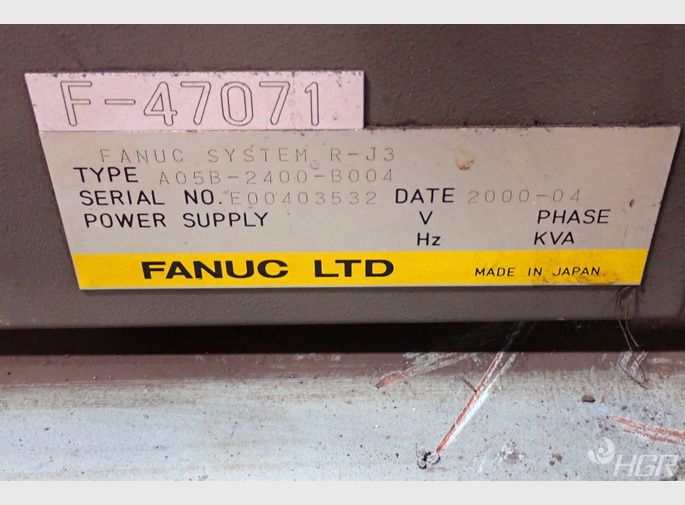 F-47071
FANUC SYSTEM R-J3
TYPE A05B-2400-B004
SERIAL NO. E00403532 DATE 2000-04
POWER SUPPLY V PHASE
Hz KVA
FANUC LTD MADE IN JAPAN
HGR